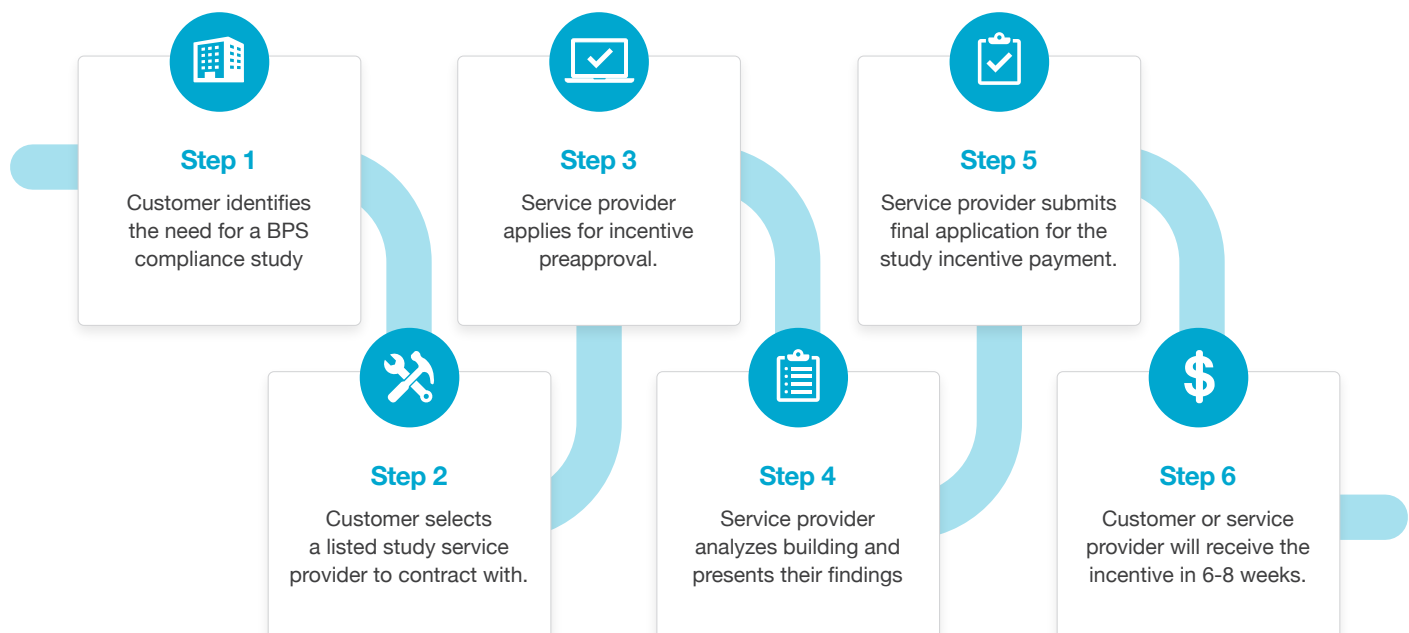 Step 1
Customer identifies
the need for a BPS
compliance study
Step 2
Customer selects
a listed study service
provider to contract with.
Step 3
Service provider
applies for incentive
preapproval.
Step 4
Service provider
analyzes building and
presents their findings
Step 5
Service provider submits
final application for the
study incentive payment.
Step 6
Customer or service
provider will receive the
incentive in 6-8 weeks.